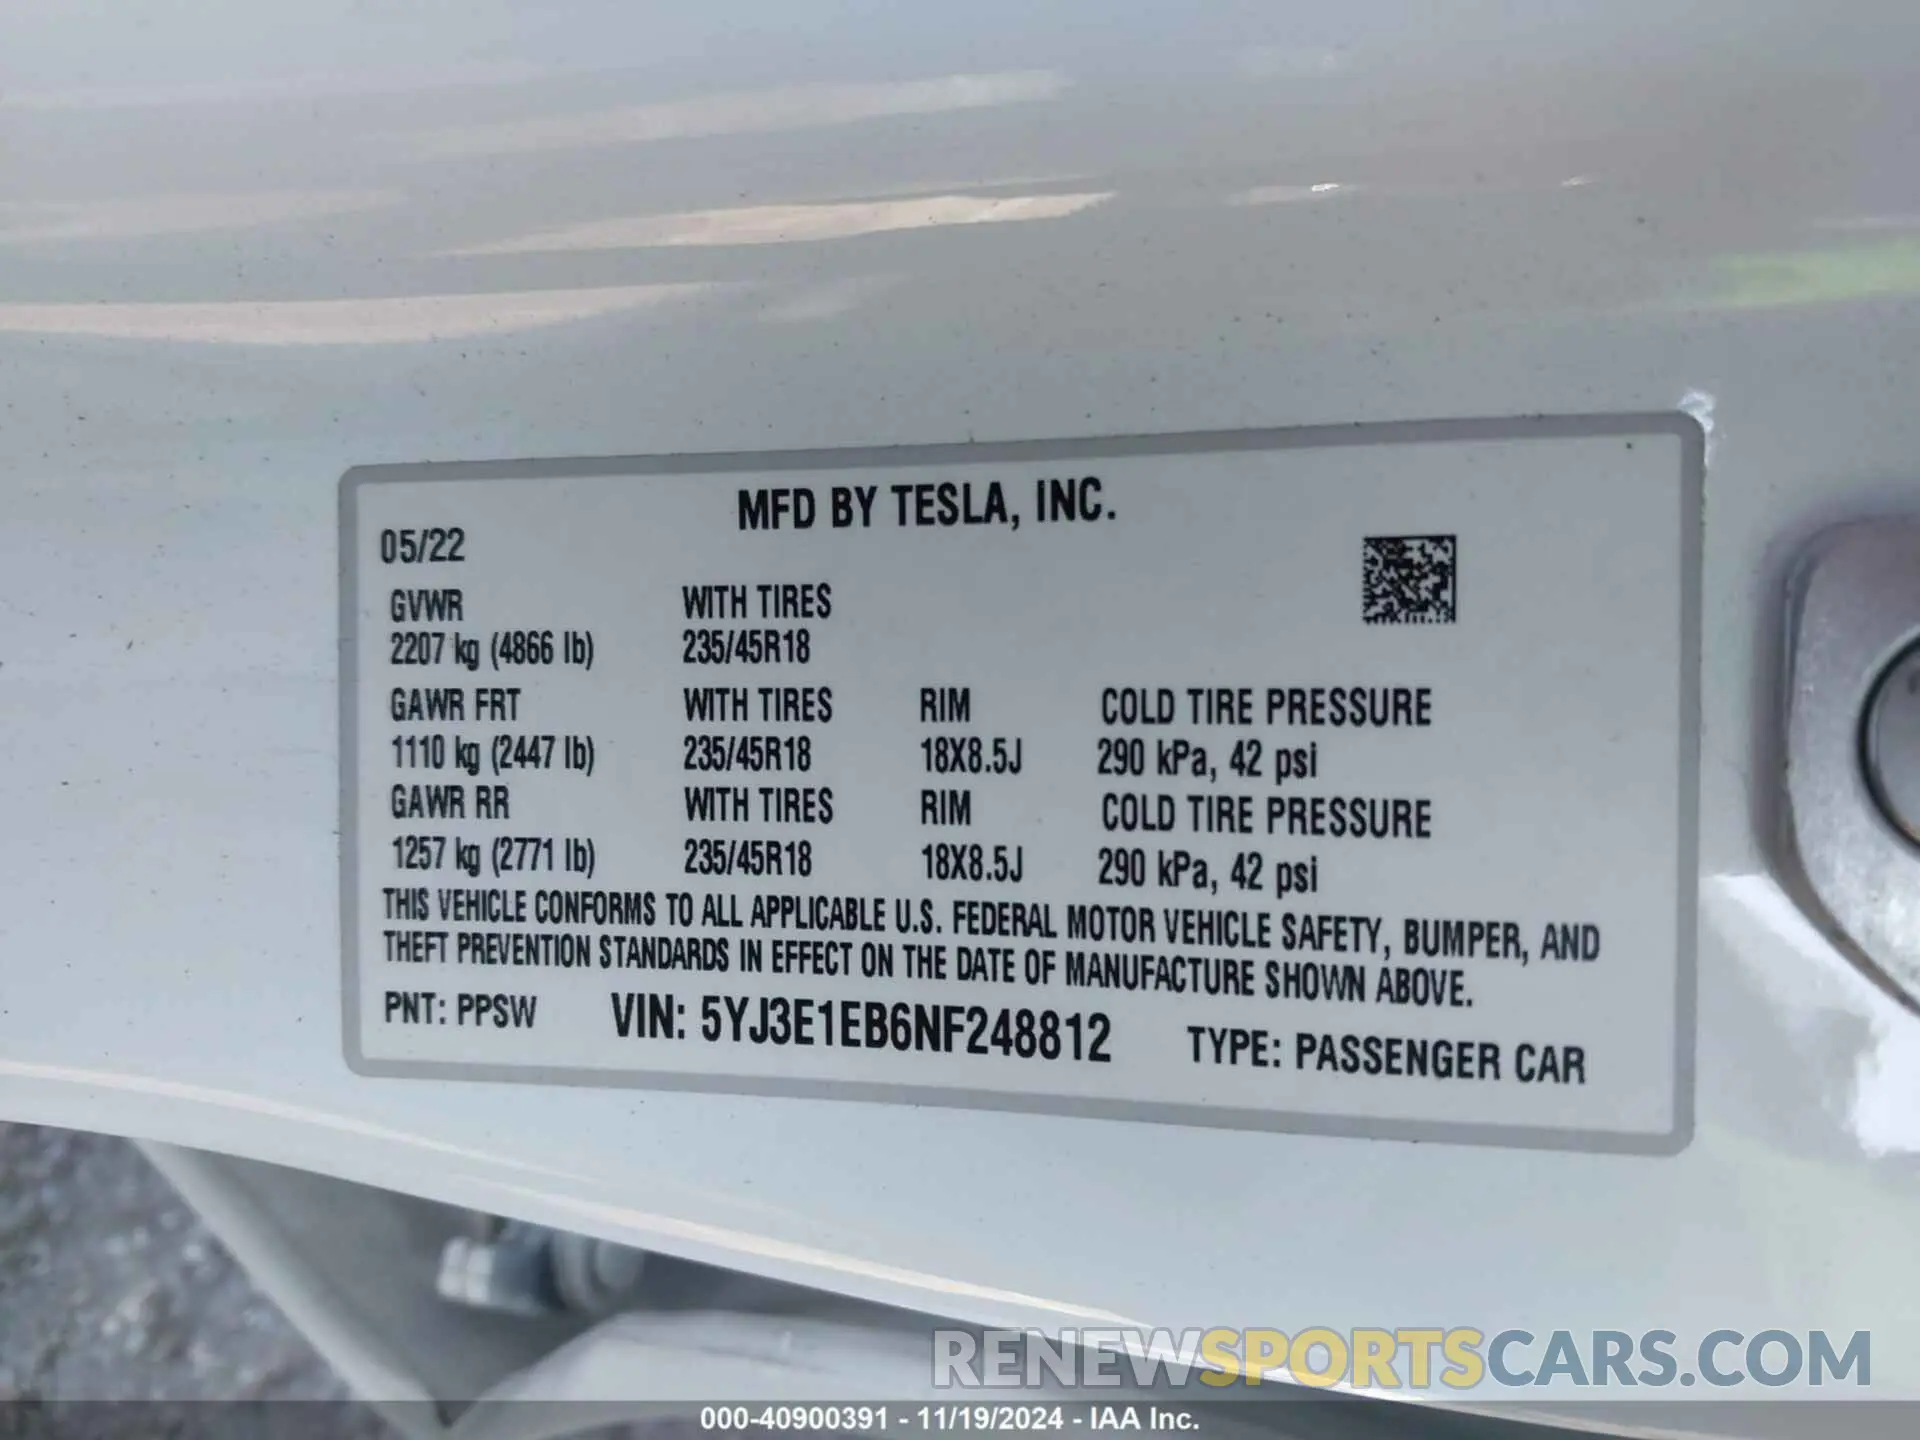 MFD BY TESLA, INC.
05/22
GVWR WITH TIRES
2207 kg (4866 lb) 235/45R18
GAWR FRT WITH TIRES RIM COLD TIRE PRESSURE
1110 kg (2447 lb) 235/45R18 18X8.5J 290 kPa, 42 psi
GAWR RR WITH TIRES RIM COLD TIRE PRESSURE
1257 kg (2771 lb) 235/45R18 18X8.5J 290 kPa, 42 psi
THIS VEHICLE CONFORMS TO ALL APPLICABLE U.S. FEDERAL MOTOR VEHICLE SAFETY, BUMPER, AND
THEFT PREVENTION STANDARDS IN EFFECT ON THE DATE OF MANUFACTURE SHOWN ABOVE.
PNT: PPSW VIN: 5YJ3E1EB6NF248812 TYPE: PASSENGER CAR
RENEWSPORTSCARS.COM
000-40900391 - 11/19/2024 - IAA Inc.